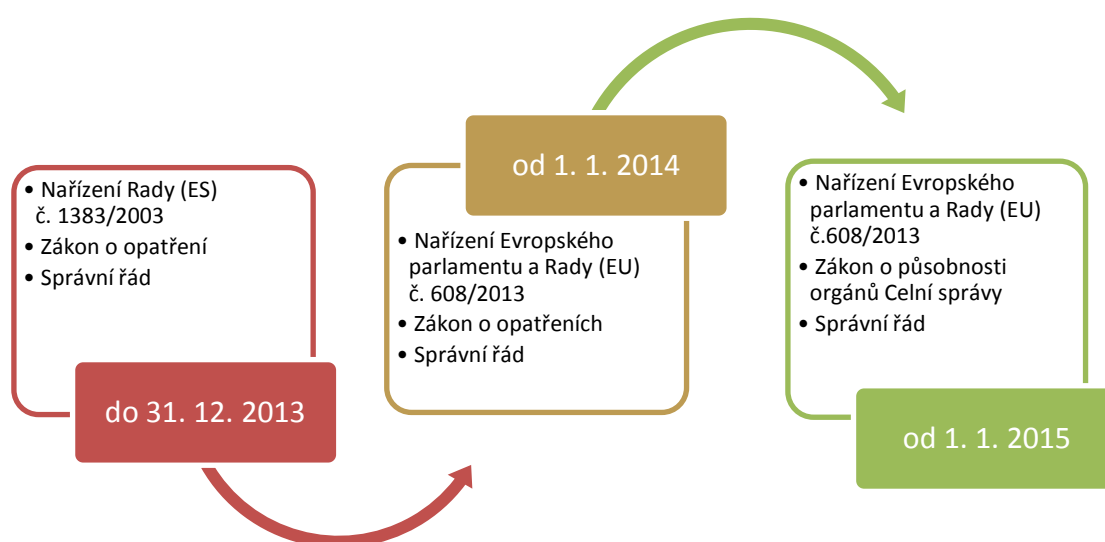 • Nařízení Rady (ES)
č. 1383/2003
• Zákon o opatření
• Správní řád
do 31. 12. 2013
od 1. 1. 2014
• Nařízení Evropského
parlamentu a Rady (EU)
č. 608/2013
• Zákon o opatřeních
• Správní řád
• Nařízení Evropského
parlamentu a Rady (EU)
č.608/2013
• Zákon o působnosti
orgánů Celní správy
• Správní řád
od 1. 1. 2015